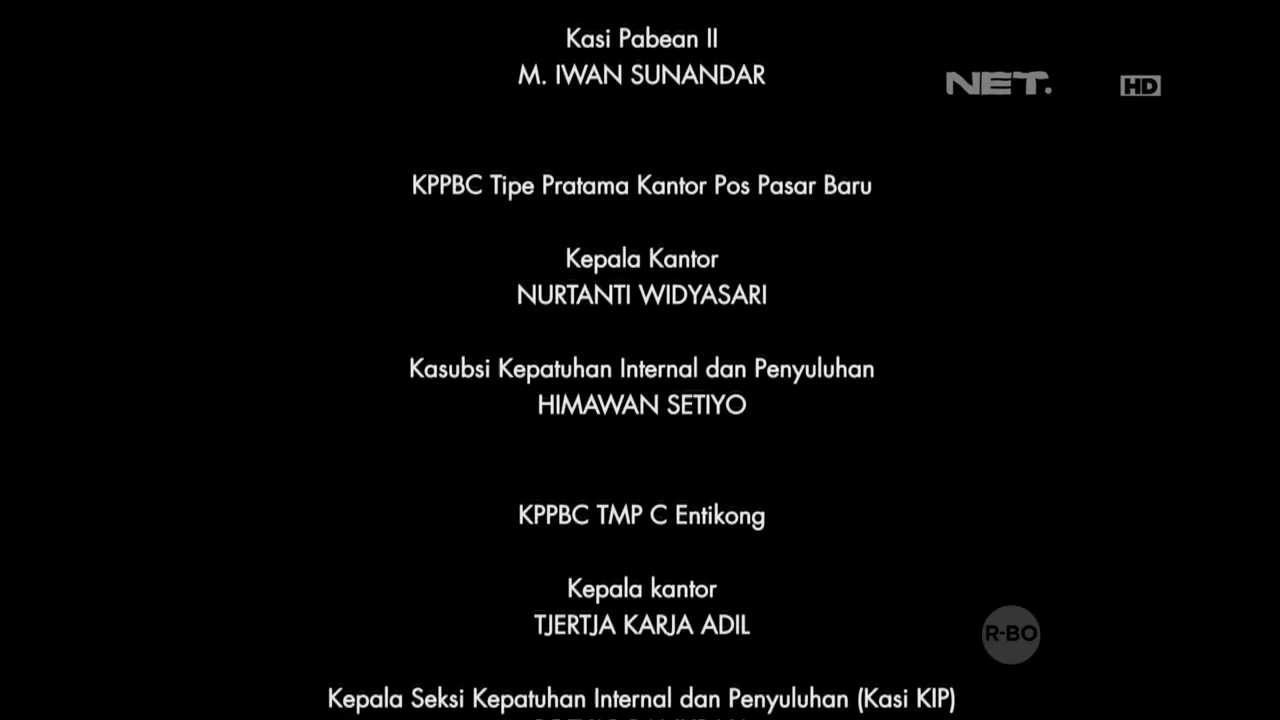 Kasi Pabean II
M. IWAN SUNANDAR
NET.
HD
KPPBC Tipe Pratama Kantor Pos Pasar Baru
Kepala Kantor
NURTANTI WIDYASARI
Kasubsi Kepatuhan Internal dan Penyuluhan
HIMAWAN SETIYO
KPPBC TMP C Entikong
Kepala kantor
TJERTJA KARJA ADIL
R-BO
Kepala Seksi Kepatuhan Internal dan Penyuluhan (Kasi KIP)